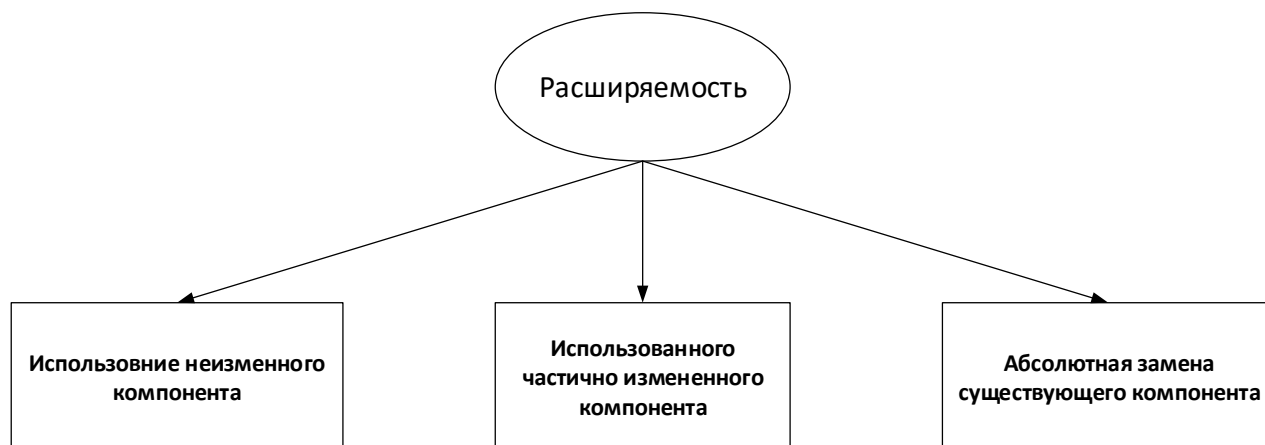 Расширяемость
Использовние неизменного
компонента
Использованного
частично измененного
компонента
Абсолютная замена
существующего компонента